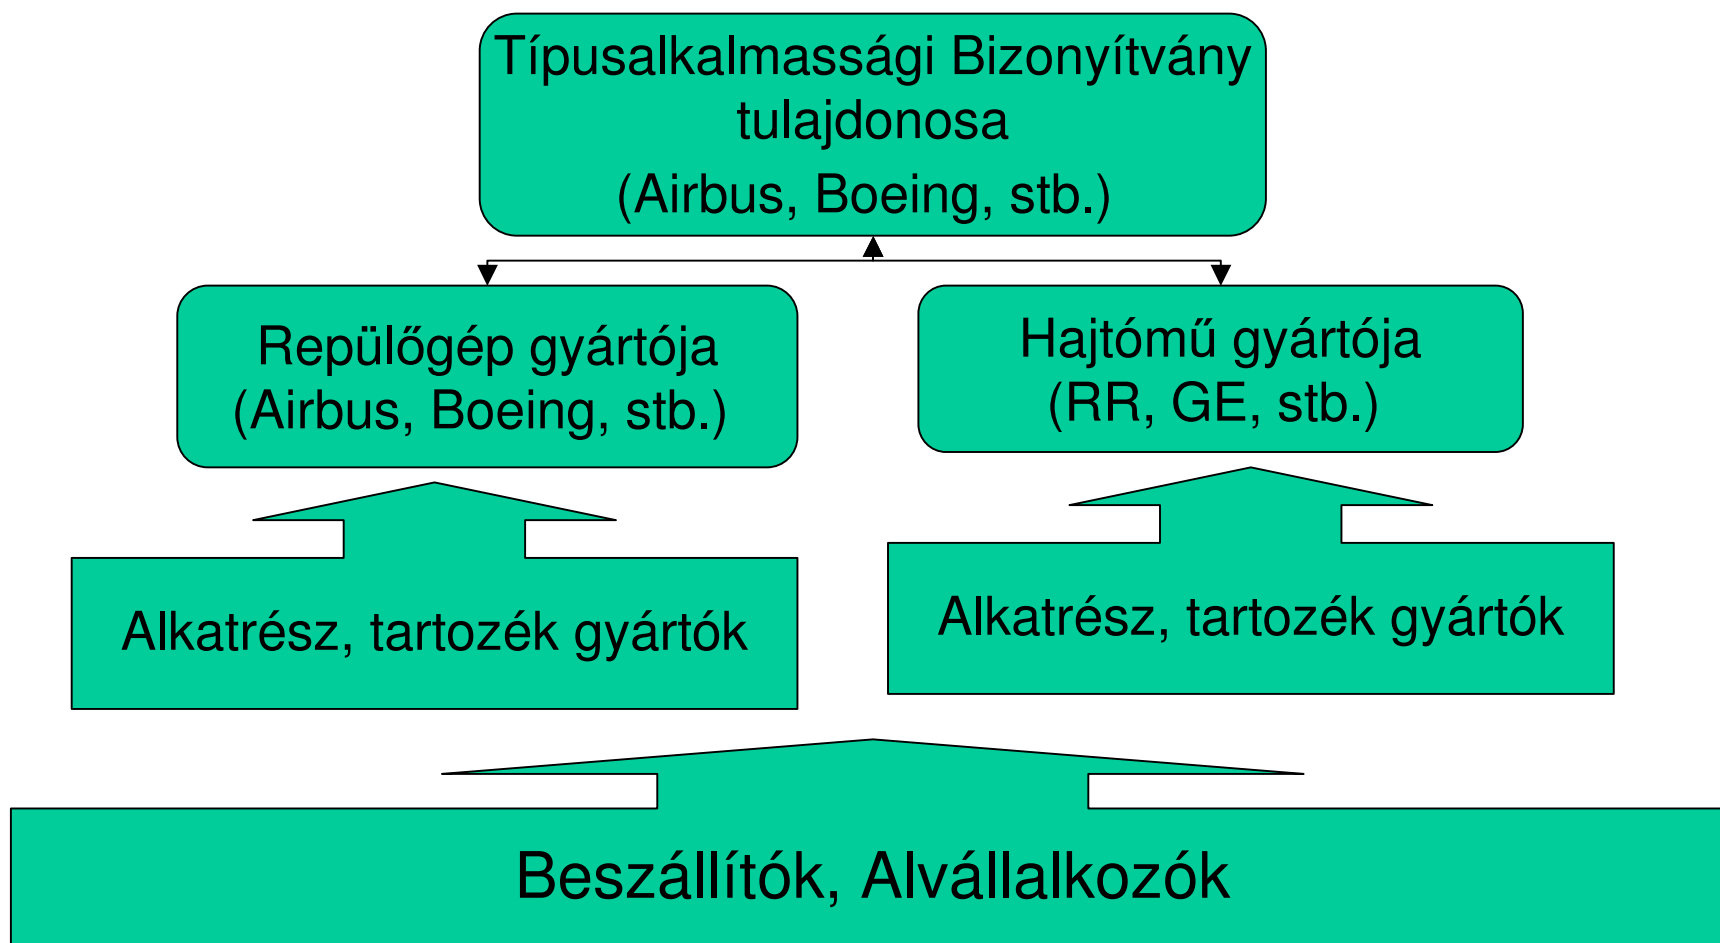 Típusalkalmassági Bizonyítvány
tulajdonosa
(Airbus, Boeing, stb.)
Repülőgép gyártója
(Airbus, Boeing, stb.)
Hajtómű gyártója
(RR, GE, stb.)
Alkatrész, tartozék gyártók
Alkatrész, tartozék gyártók
Beszállítók, Alvállalkozók